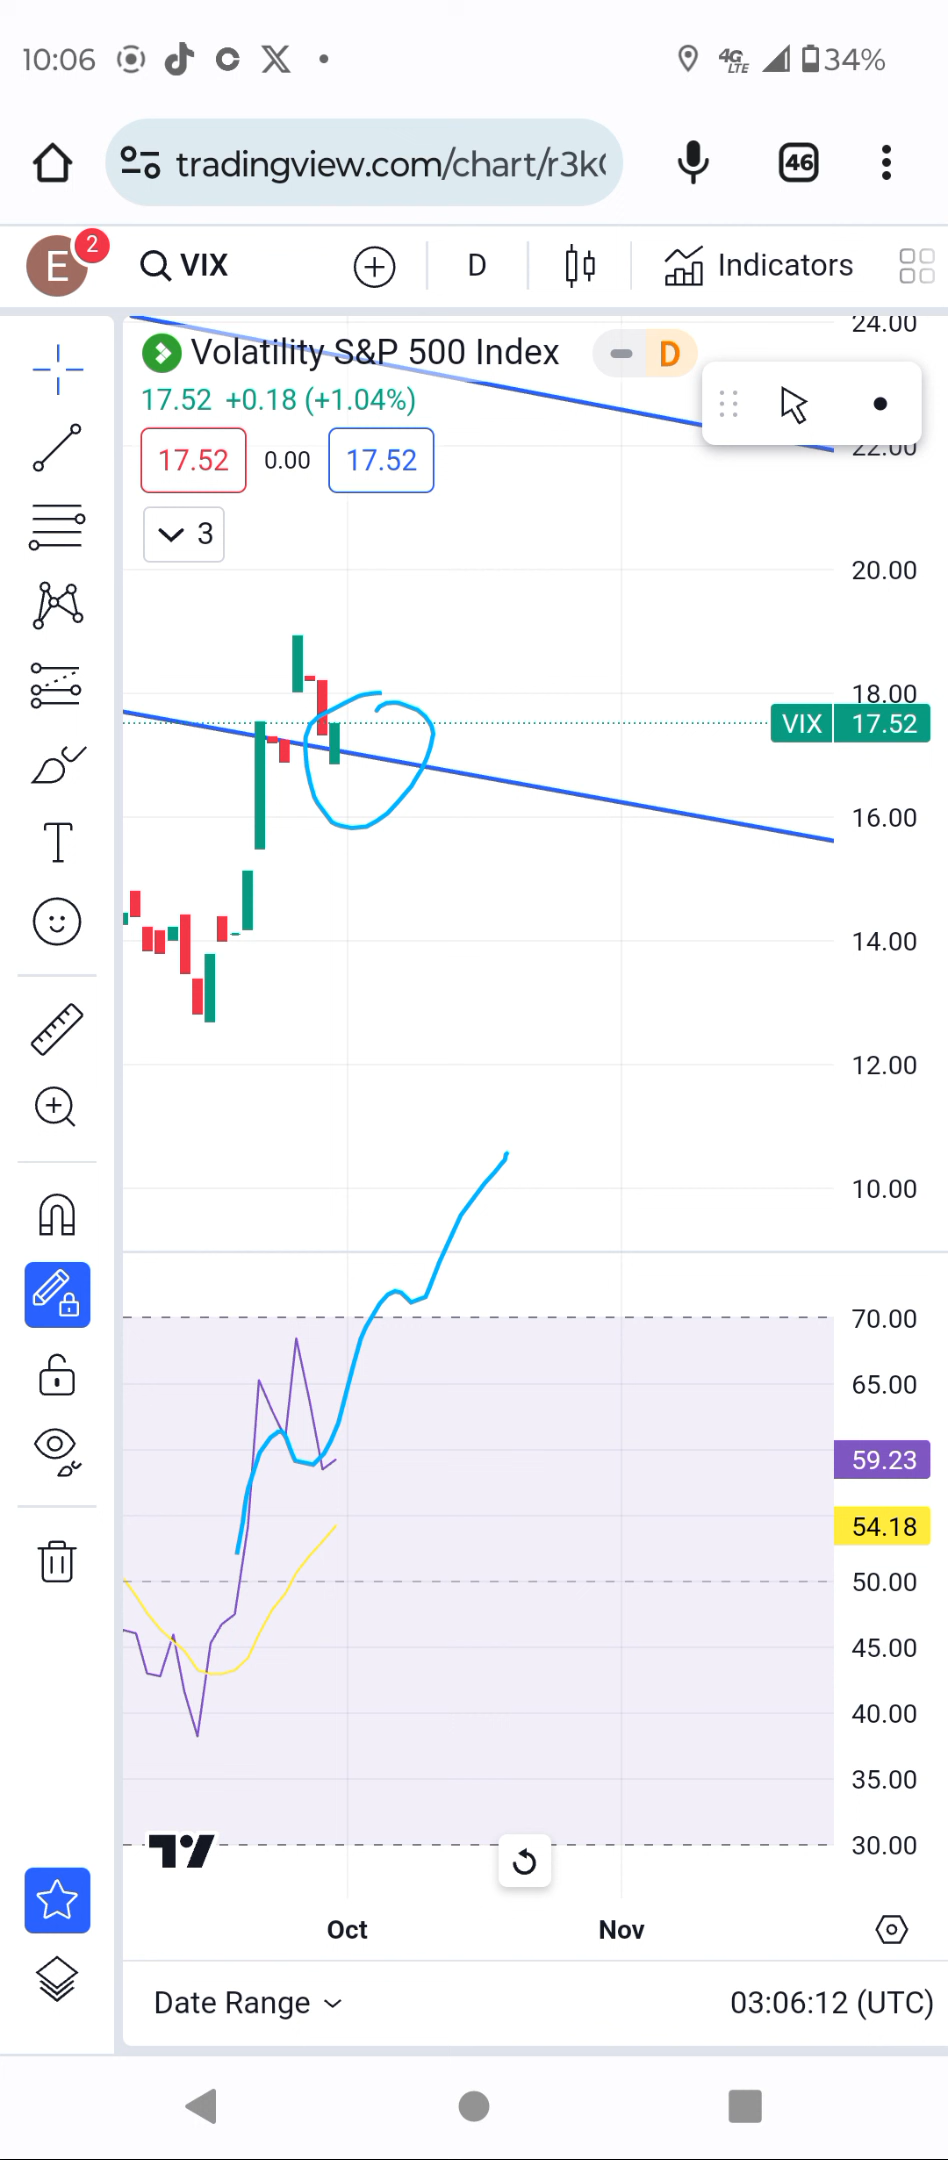 10:06 4G LTE 34%
tradingview.com/chart/r3k 46
E 2 VIX D Indicators
24.00
Volatility S&P 500 Index D
17.52 +0.18 (+1.04%)
22.00
17.52 0.00 17.52
3
20.00
18.00
VIX 17.52
16.00
14.00
12.00
10.00
70.00
65.00
59.23
54.18
50.00
45.00
40.00
35.00
30.00
Oct Nov
Date Range 03:06:12 (UTC)